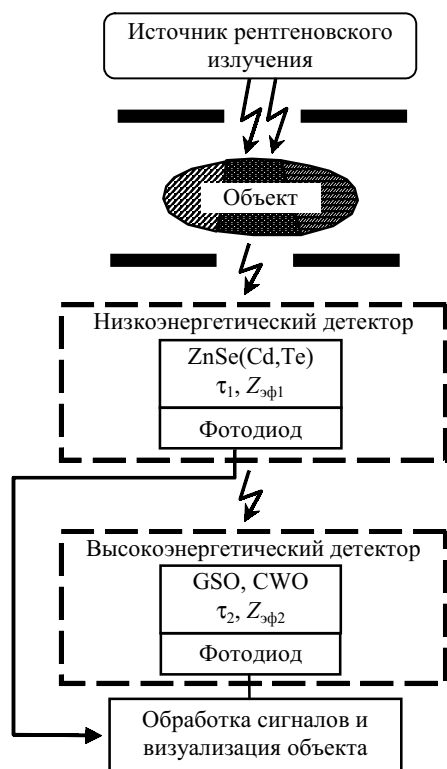 Источник рентгеновского
излучения
Объект
Низкоэнергетический детектор
ZnSe(Cd,Te)
τ₁, Zэф1
Фотодиод
Высокоэнергетический детектор
GSO, CWO
τ₂, Zэф2
Фотодиод
Обработка сигналов и
визуализация объекта